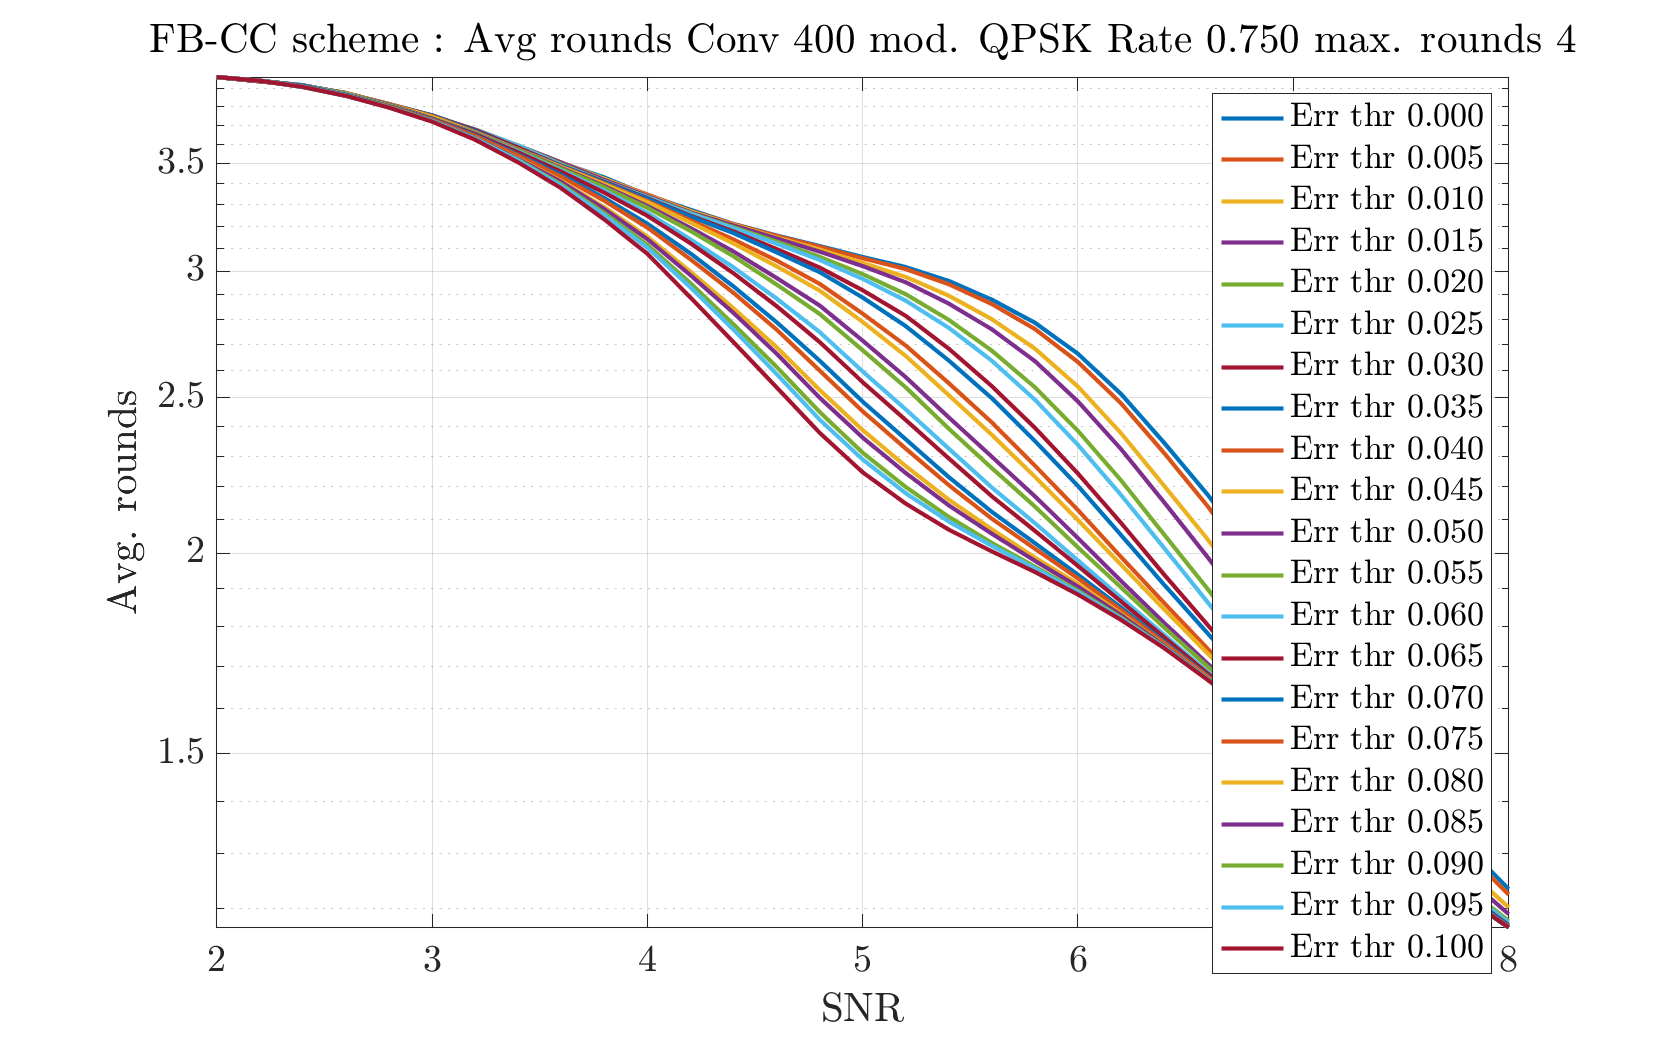 FB-CC scheme : Avg rounds Conv 400 mod. QPSK Rate 0.750 max. rounds 4
Avg. rounds
3.5
3
2.5
2
1.5
2 3 4 5 6 8
SNR
Err thr 0.000
Err thr 0.005
Err thr 0.010
Err thr 0.015
Err thr 0.020
Err thr 0.025
Err thr 0.030
Err thr 0.035
Err thr 0.040
Err thr 0.045
Err thr 0.050
Err thr 0.055
Err thr 0.060
Err thr 0.065
Err thr 0.070
Err thr 0.075
Err thr 0.080
Err thr 0.085
Err thr 0.090
Err thr 0.095
Err thr 0.100